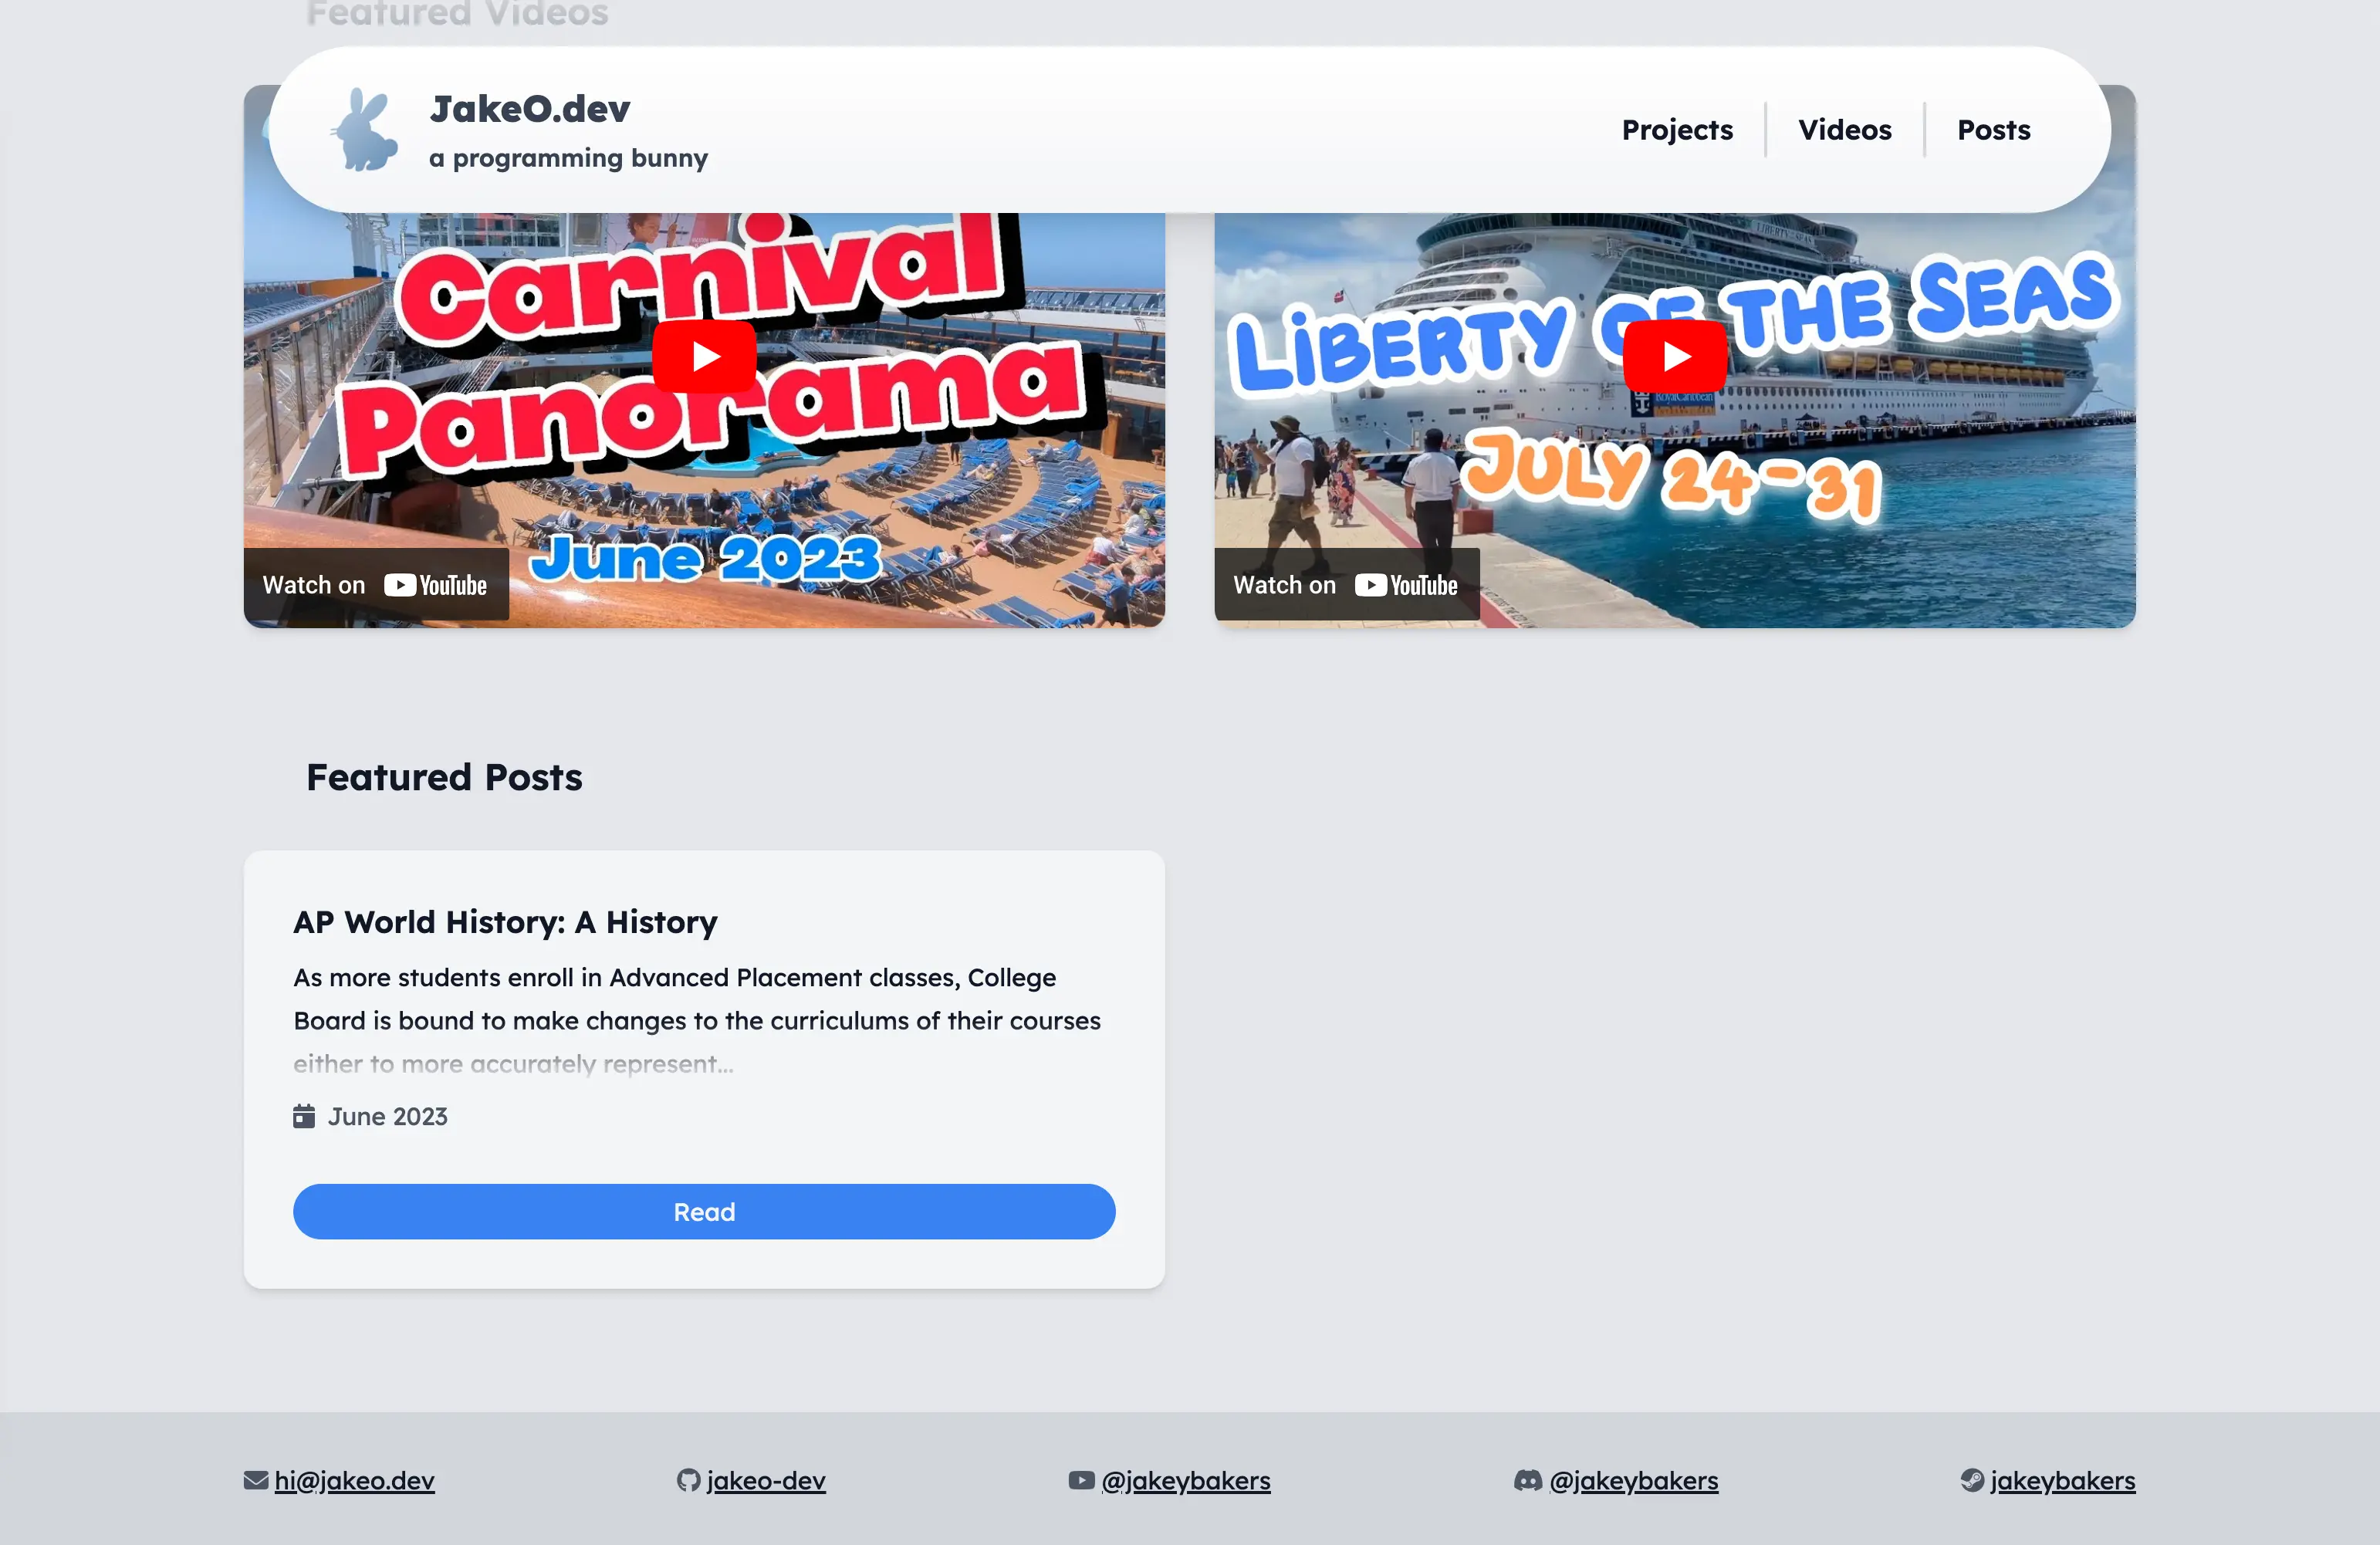 Featured Videos
JakeO.dev
a programming bunny
Projects
Videos
Posts
Carnival
Panorama
June 2023
Watch on YouTube
LIBERTY OF THE SEAS
JULY 24-31
Watch on YouTube
Featured Posts
AP World History: A History
As more students enroll in Advanced Placement classes, College
Board is bound to make changes to the curriculums of their courses
either to more accurately represent...
June 2023
Read
hi@jakeo.dev
jakeo-dev
@jakeybakers
@jakeybakers
jakeybakers